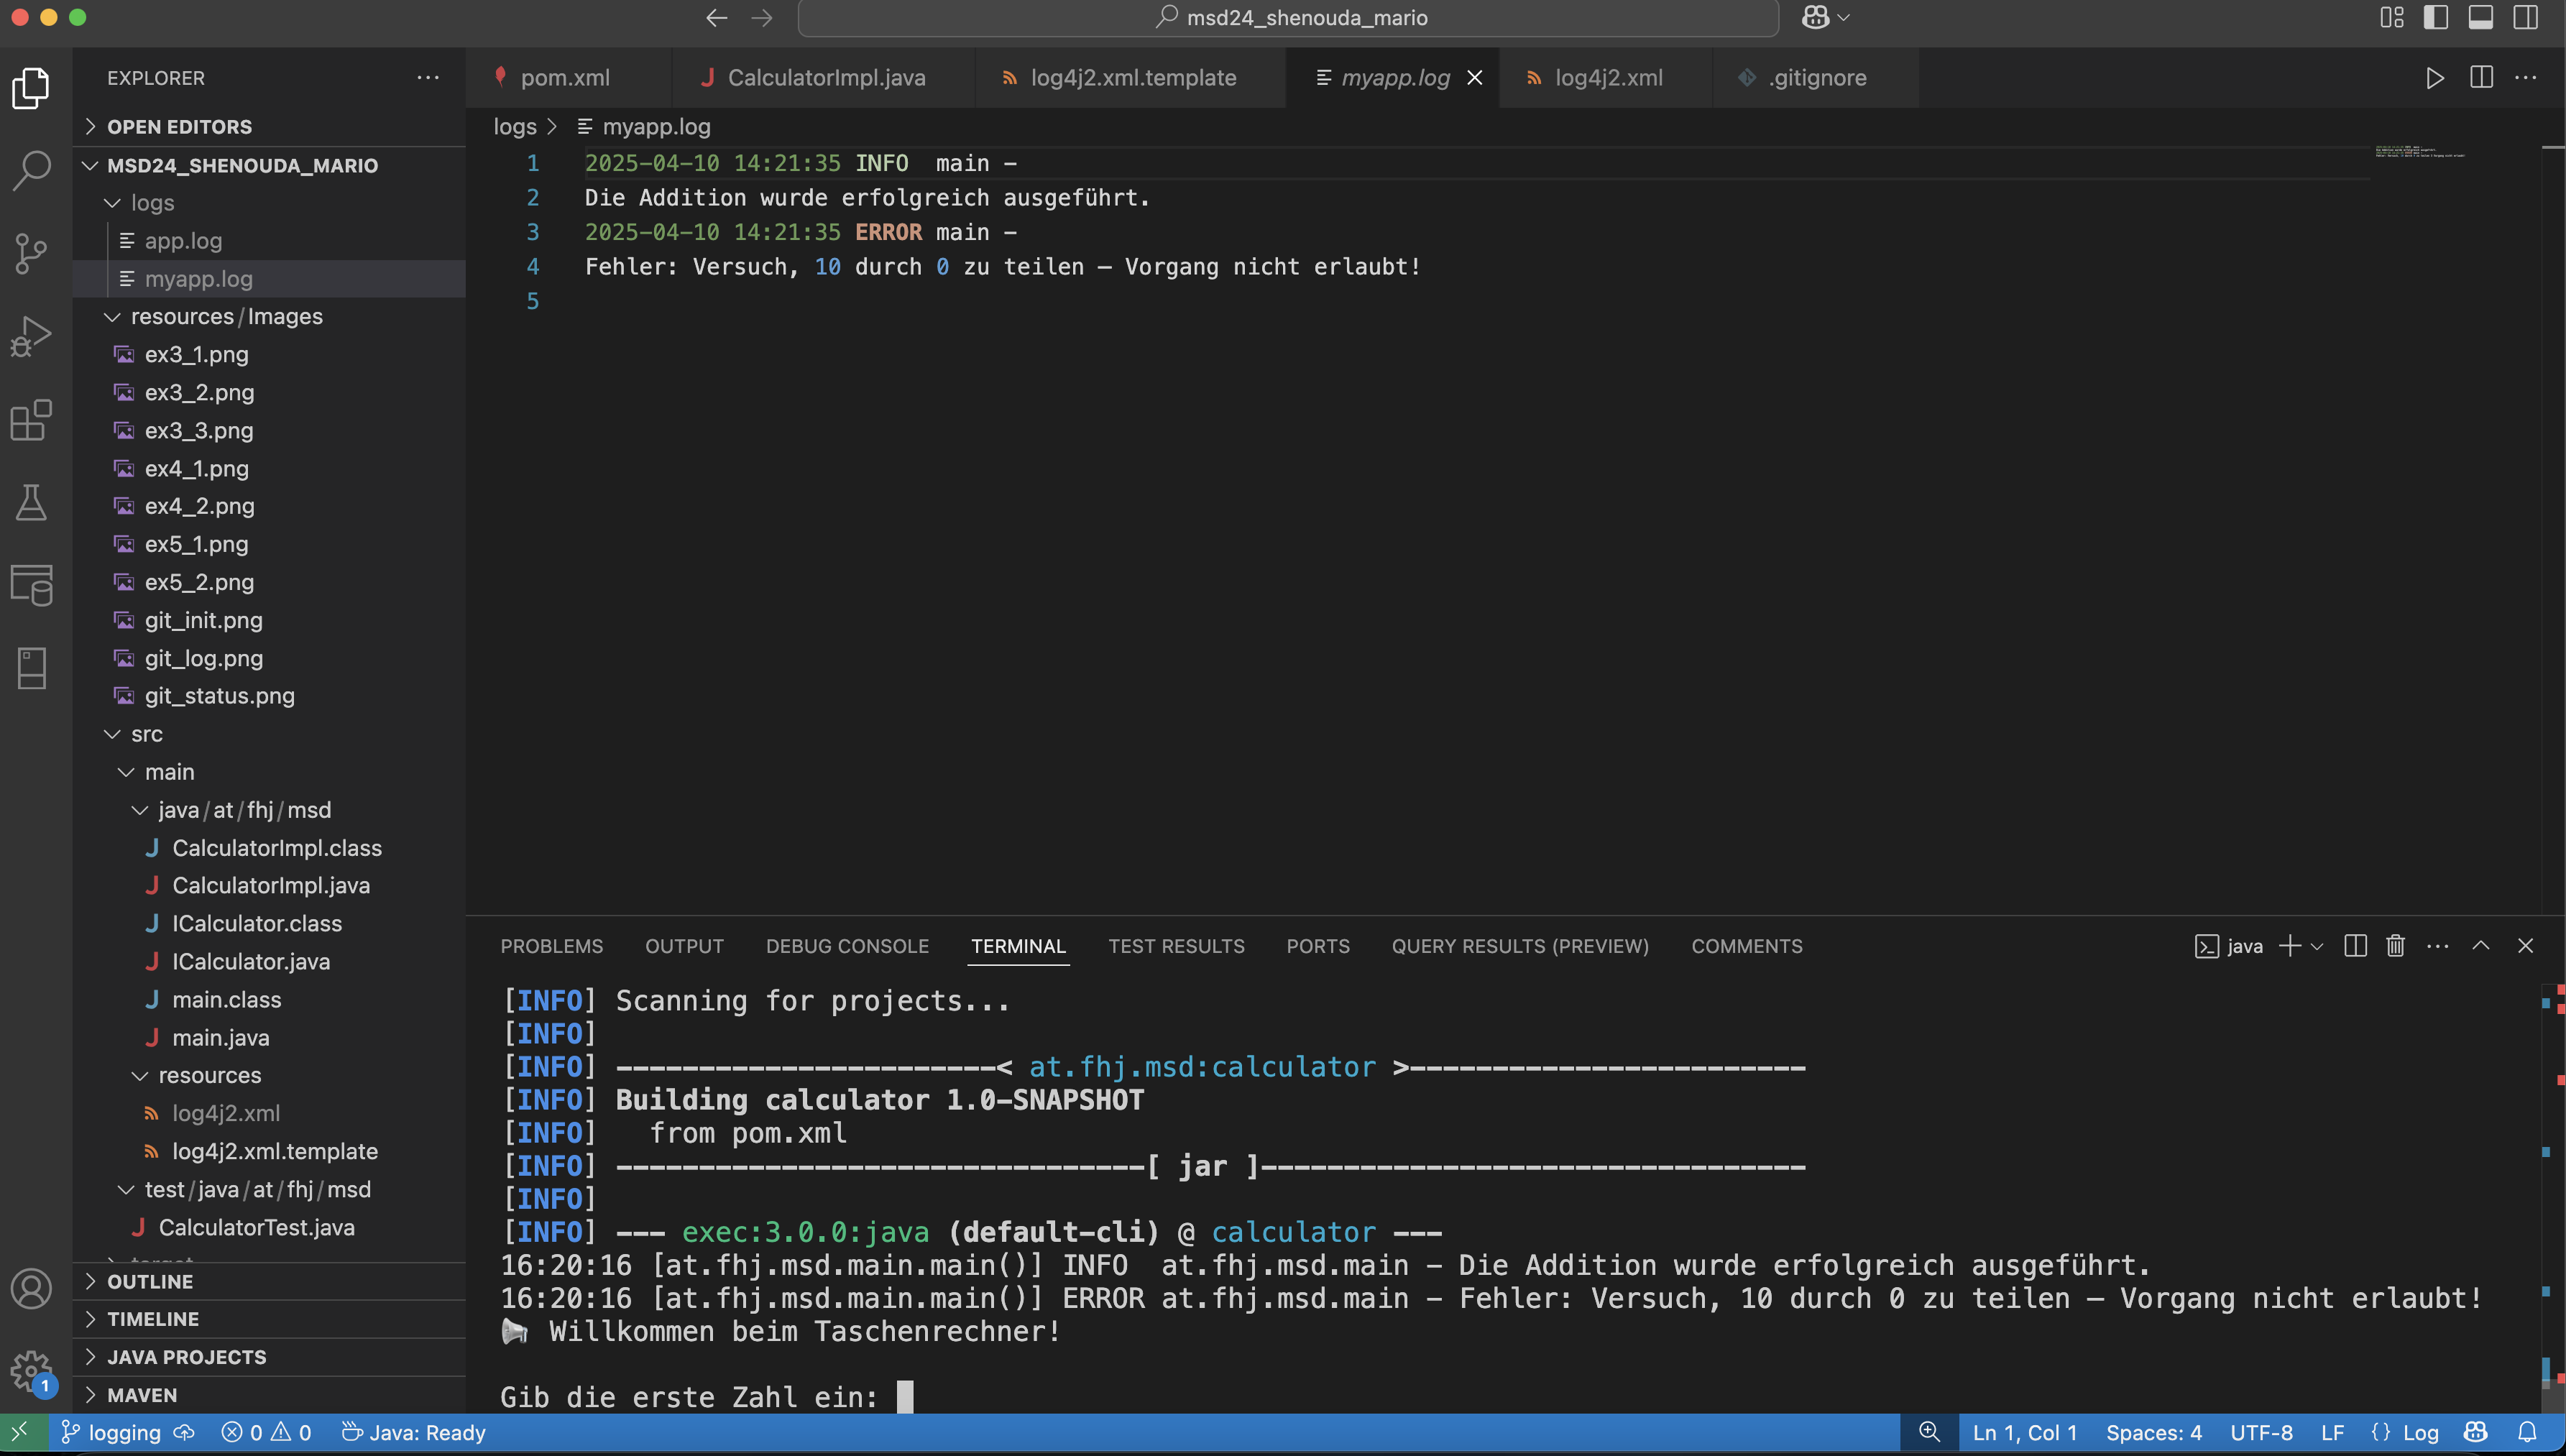 msd24_shenouda_mario
EXPLORER
OPEN EDITORS
MSD24_SHENOUDA_MARIO
logs
app.log
myapp.log
resources/Images
ex3_1.png
ex3_2.png
ex3_3.png
ex4_1.png
ex4_2.png
ex5_1.png
ex5_2.png
git_init.png
git_log.png
git_status.png
src
main
java/at/fhj/msd
CalculatorImpl.class
CalculatorImpl.java
ICalculator.class
ICalculator.java
main.class
main.java
resources
log4j2.xml
log4j2.xml.template
test/java/at/fhj/msd
CalculatorTest.java
OUTLINE
TIMELINE
JAVA PROJECTS
MAVEN
pom.xml
CalculatorImpl.java
log4j2.xml.template
myapp.log
log4j2.xml
.gitignore
logs > myapp.log
1 2025-04-10 14:21:35 INFO  main -
2 Die Addition wurde erfolgreich ausgeführt.
3 2025-04-10 14:21:35 ERROR main -
4 Fehler: Versuch, 10 durch 0 zu teilen – Vorgang nicht erlaubt!
5
PROBLEMS OUTPUT DEBUG CONSOLE TERMINAL TEST RESULTS PORTS QUERY RESULTS (PREVIEW) COMMENTS
java
[INFO] Scanning for projects...
[INFO]
[INFO] -----------------------< at.fhj.msd:calculator >------------------------
[INFO] Building calculator 1.0-SNAPSHOT
[INFO]   from pom.xml
[INFO] --------------------------------[ jar ]---------------------------------
[INFO]
[INFO] --- exec:3.0.0:java (default-cli) @ calculator ---
16:20:16 [at.fhj.msd.main.main()] INFO  at.fhj.msd.main - Die Addition wurde erfolgreich ausgeführt.
16:20:16 [at.fhj.msd.main.main()] ERROR at.fhj.msd.main - Fehler: Versuch, 10 durch 0 zu teilen – Vorgang nicht erlaubt!
📢 Willkommen beim Taschenrechner!
Gib die erste Zahl ein:
1
logging 0 0 Java: Ready
Ln 1, Col 1 Spaces: 4 UTF-8 LF {} Log